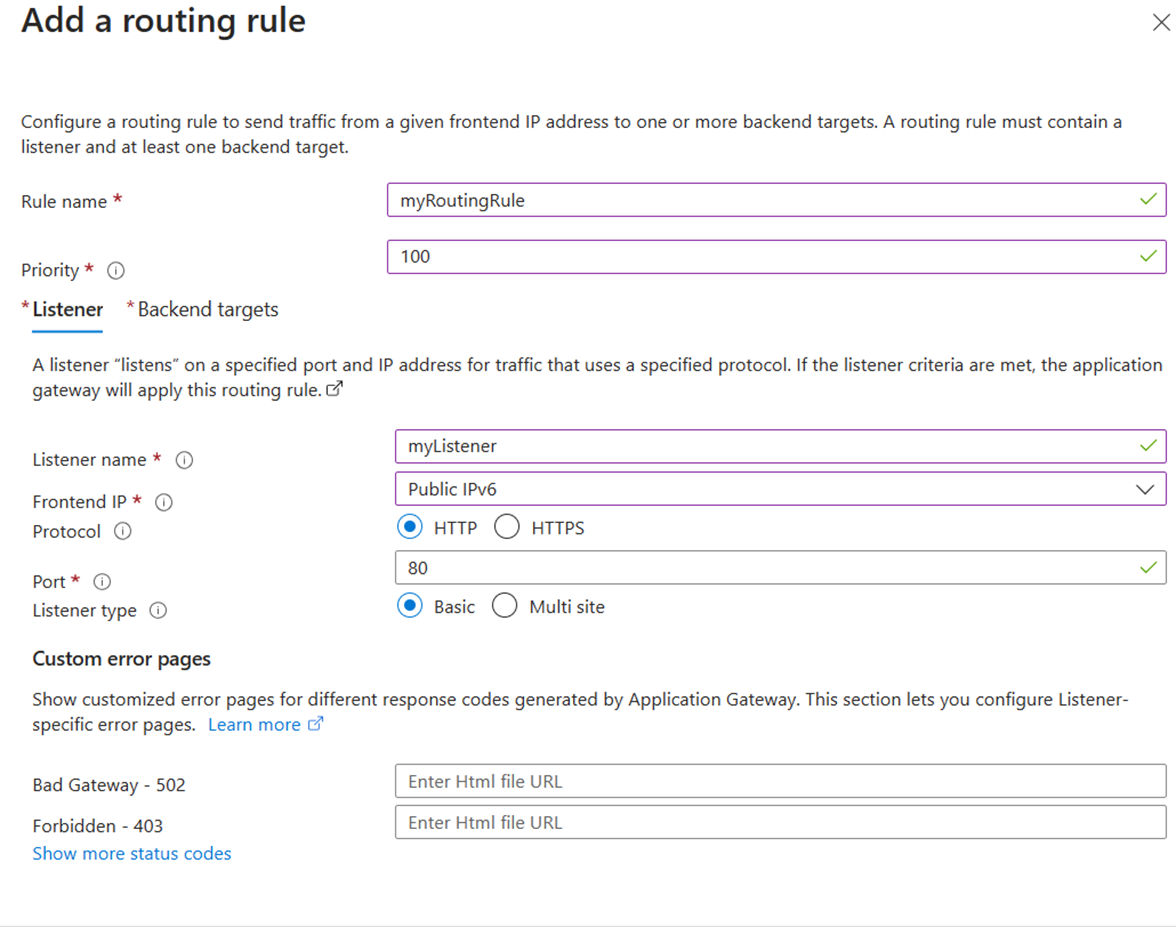 Add a routing rule
Configure a routing rule to send traffic from a given frontend IP address to one or more backend targets. A routing rule must contain a
listener and at least one backend target.
Rule name *
myRoutingRule
Priority *
100
* Listener * Backend targets
A listener “listens” on a specified port and IP address for traffic that uses a specified protocol. If the listener criteria are met, the application
gateway will apply this routing rule.
Listener name *
myListener
Frontend IP *
Public IPv6
Protocol
HTTP HTTPS
Port *
80
Listener type
Basic Multi site
Custom error pages
Show customized error pages for different response codes generated by Application Gateway. This section lets you configure Listener-
specific error pages. Learn more
Bad Gateway - 502
Enter Html file URL
Forbidden - 403
Enter Html file URL
Show more status codes